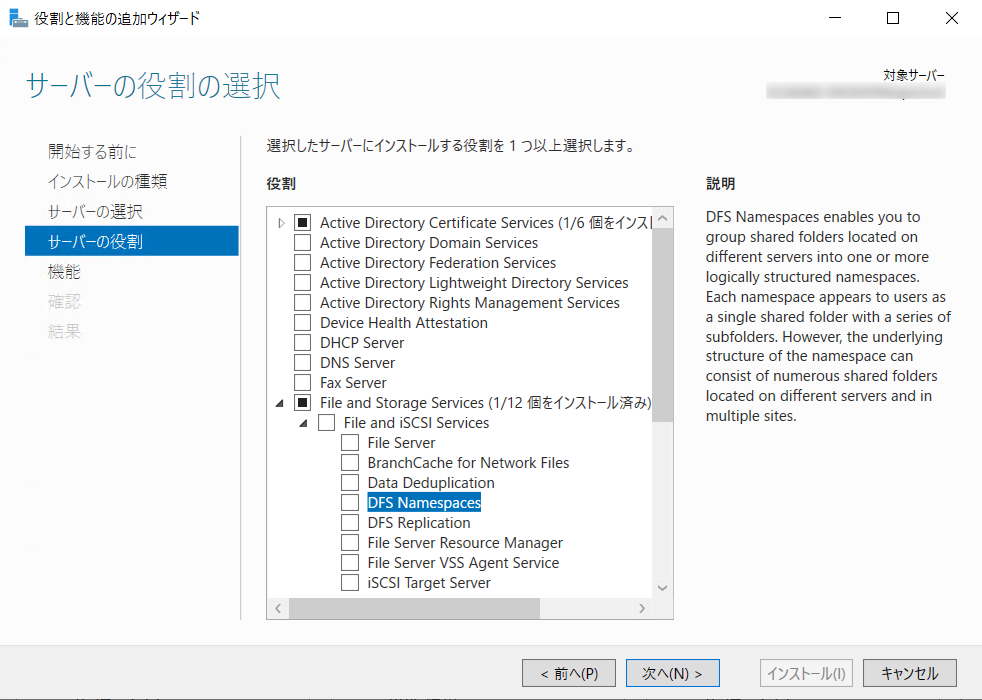 役割と機能の追加ウィザード
サーバーの役割の選択
対象サーバー
開始する前に
インストールの種類
サーバーの選択
サーバーの役割
機能
確認
結果
選択したサーバーにインストールする役割を 1 つ以上選択します。
役割
Active Directory Certificate Services (1/6 個をインスト
Active Directory Domain Services
Active Directory Federation Services
Active Directory Lightweight Directory Services
Active Directory Rights Management Services
Device Health Attestation
DHCP Server
DNS Server
Fax Server
File and Storage Services (1/12 個をインストール済み)
File and iSCSI Services
File Server
BranchCache for Network Files
Data Deduplication
DFS Namespaces
DFS Replication
File Server Resource Manager
File Server VSS Agent Service
iSCSI Target Server
説明
DFS Namespaces enables you to
group shared folders located on
different servers into one or more
logically structured namespaces.
Each namespace appears to users as
a single shared folder with a series of
subfolders. However, the underlying
structure of the namespace can
consist of numerous shared folders
located on different servers and in
multiple sites.
< 前へ(P)
次へ(N) >
インストール(I)
キャンセル